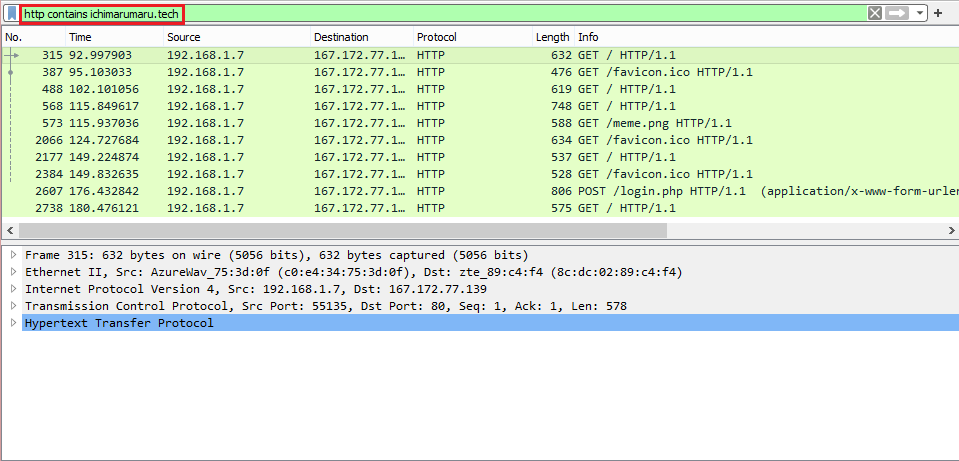 http contains ichimarumaru.tech
No. Time Source Destination Protocol Length Info
315 92.997903 192.168.1.7 167.172.77.1… HTTP 632 GET / HTTP/1.1
387 95.103033 192.168.1.7 167.172.77.1… HTTP 476 GET /favicon.ico HTTP/1.1
488 102.101056 192.168.1.7 167.172.77.1… HTTP 619 GET / HTTP/1.1
568 115.849617 192.168.1.7 167.172.77.1… HTTP 748 GET / HTTP/1.1
573 115.937036 192.168.1.7 167.172.77.1… HTTP 588 GET /meme.png HTTP/1.1
2066 124.727684 192.168.1.7 167.172.77.1… HTTP 634 GET /favicon.ico HTTP/1.1
2177 149.224874 192.168.1.7 167.172.77.1… HTTP 537 GET / HTTP/1.1
2384 149.832635 192.168.1.7 167.172.77.1… HTTP 528 GET /favicon.ico HTTP/1.1
2607 176.432842 192.168.1.7 167.172.77.1… HTTP 806 POST /login.php HTTP/1.1 (application/x-www-form-urler
2738 180.476121 192.168.1.7 167.172.77.1… HTTP 575 GET / HTTP/1.1
Frame 315: 632 bytes on wire (5056 bits), 632 bytes captured (5056 bits)
Ethernet II, Src: AzureWav_75:3d:0f (c0:e4:34:75:3d:0f), Dst: zte_89:c4:f4 (8c:dc:02:89:c4:f4)
Internet Protocol Version 4, Src: 192.168.1.7, Dst: 167.172.77.139
Transmission Control Protocol, Src Port: 55135, Dst Port: 80, Seq: 1, Ack: 1, Len: 578
Hypertext Transfer Protocol